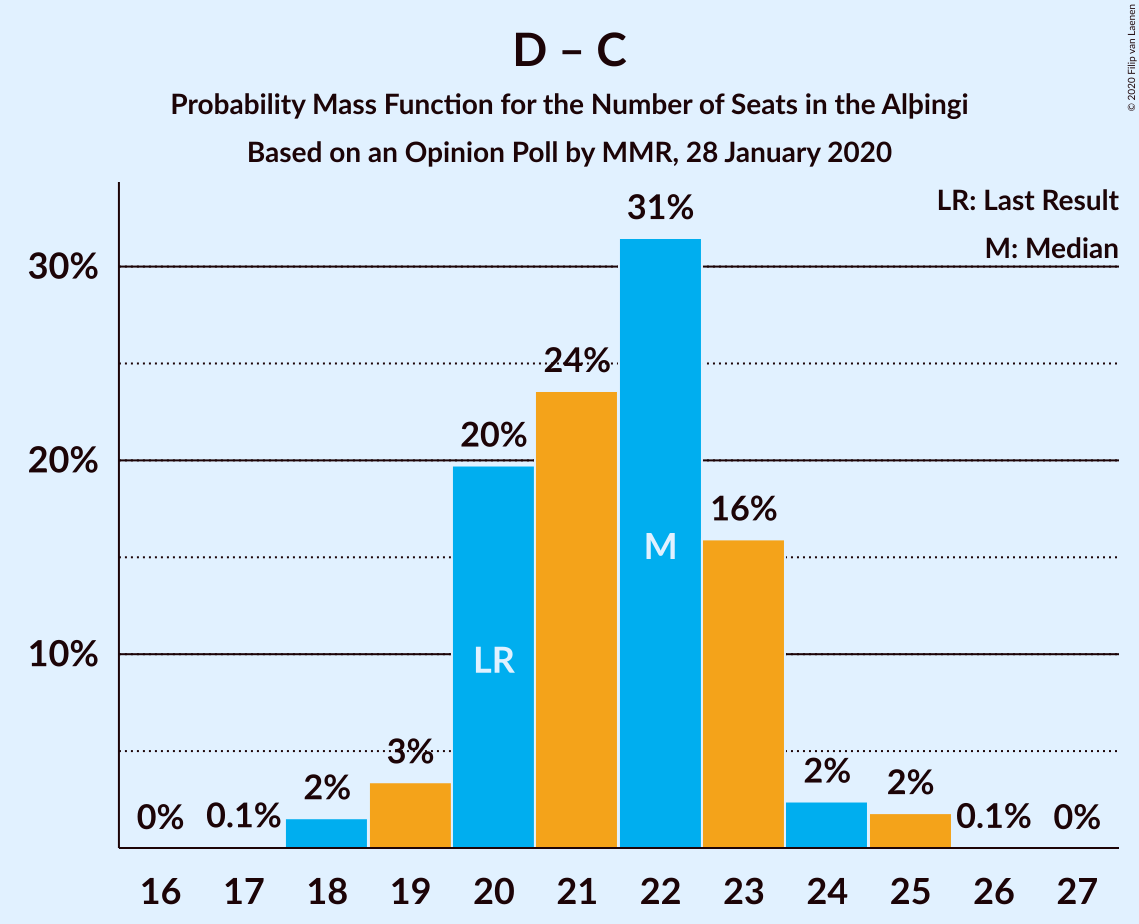 D – C
Probability Mass Function for the Number of Seats in the Alþingi
Based on an Opinion Poll by MMR, 28 January 2020
© 2020 Filip van Laenen
LR: Last Result
M: Median
30%
20%
10%
0%
0.1%
2%
3%
20%
24%
31%
16%
2%
2%
0.1%
0%
LR
M
16 17 18 19 20 21 22 23 24 25 26 27